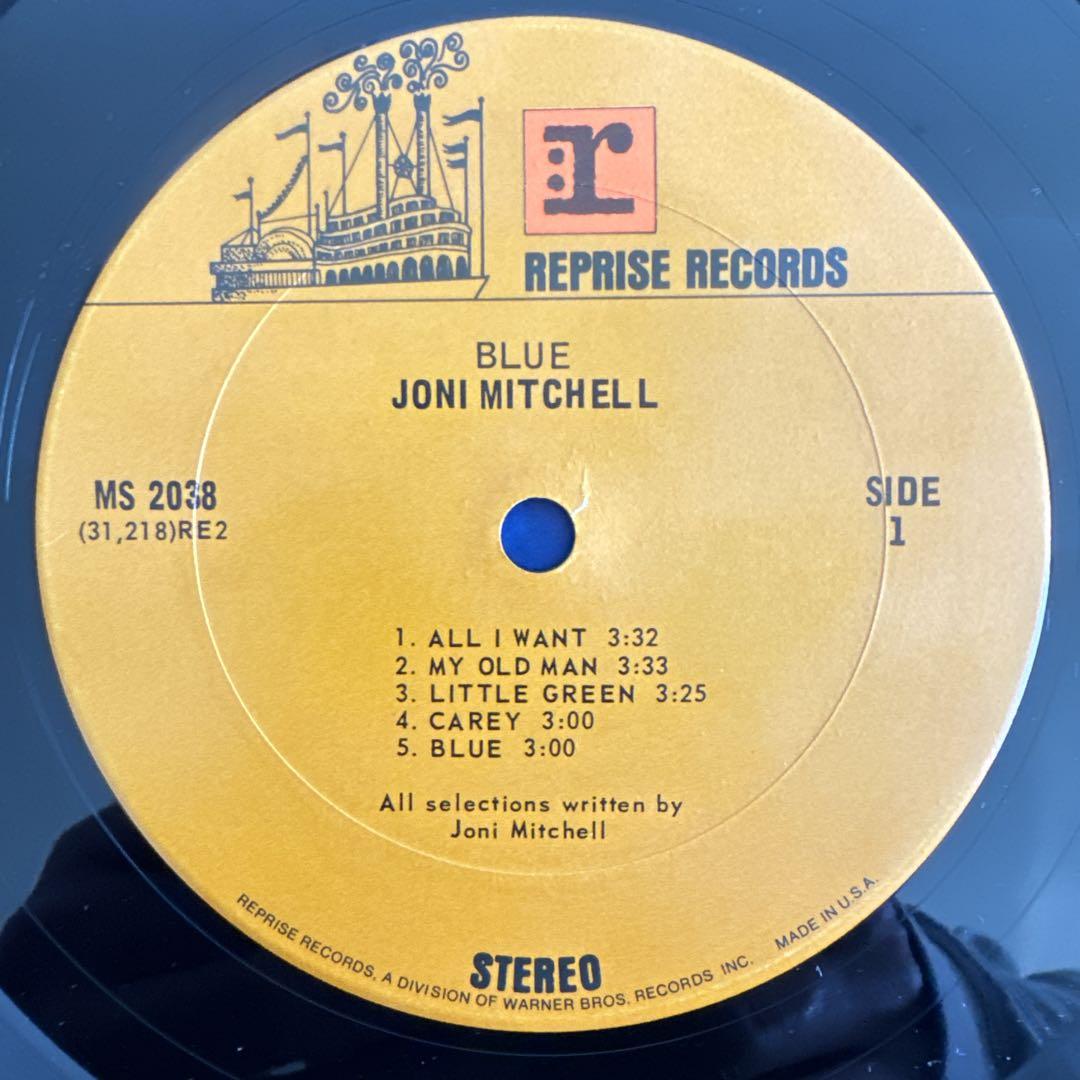 :r
REPRISE RECORDS
BLUE
JONI MITCHELL
MS 2038
(31,218)RE2
SIDE
1
1. ALL I WANT 3:32
2. MY OLD MAN 3:33
3. LITTLE GREEN 3:25
4. CAREY 3:00
5. BLUE 3:00
All selections written by
Joni Mitchell
STEREO
REPRISE RECORDS, A DIVISION OF WARNER BROS. RECORDS INC. MADE IN U.S.A.